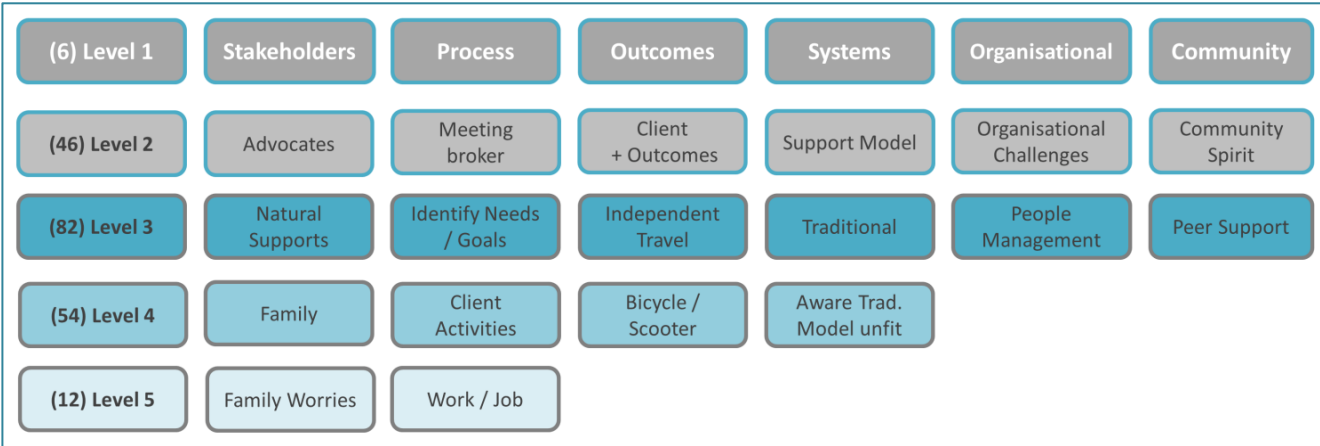 (6) Level 1
Stakeholders
Process
Outcomes
Systems
Organisational
Community
(46) Level 2
Advocates
Meeting
broker
Client
+ Outcomes
Support Model
Organisational
Challenges
Community
Spirit
(82) Level 3
Natural
Supports
Identify Needs
/ Goals
Independent
Travel
Traditional
People
Management
Peer Support
(54) Level 4
Family
Client
Activities
Bicycle /
Scooter
Aware Trad.
Model unfit
(12) Level 5
Family Worries
Work / Job